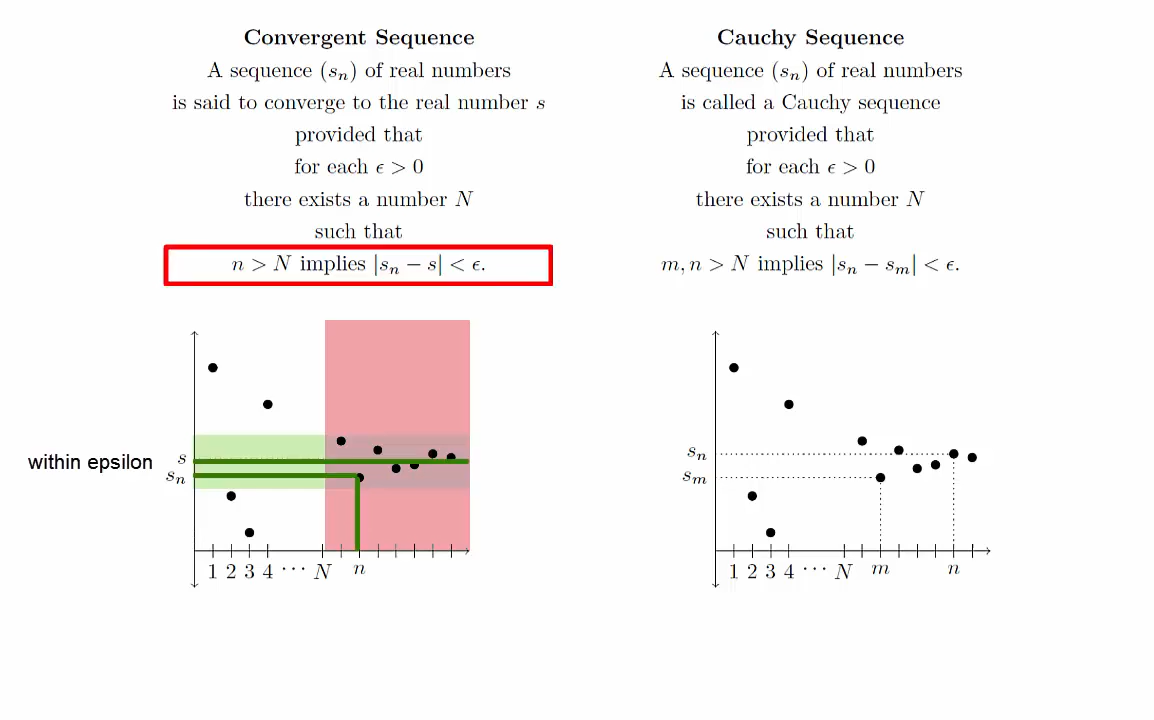 Convergent Sequence
A sequence (sₙ) of real numbers
is said to converge to the real number s
provided that
for each ϵ > 0
there exists a number N
such that
n > N implies |sₙ − s| < ϵ.
within epsilon
s
sₙ
1 2 3 4 ⋯ N n
Cauchy Sequence
A sequence (sₙ) of real numbers
is called a Cauchy sequence
provided that
for each ϵ > 0
there exists a number N
such that
m, n > N implies |sₙ − sₘ| < ϵ.
sₙ
sₘ
1 2 3 4 ⋯ N m n